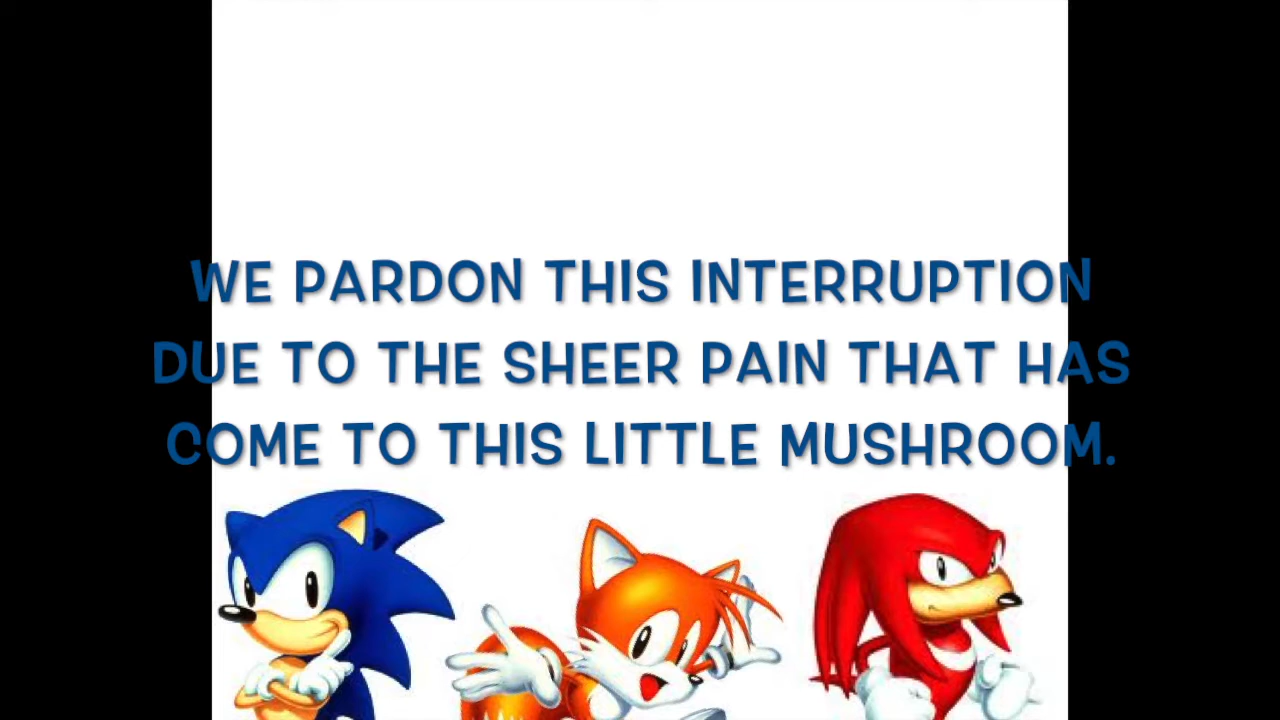 WE PARDON THIS INTERRUPTION
DUE TO THE SHEER PAIN THAT HAS
COME TO THIS LITTLE MUSHROOM.